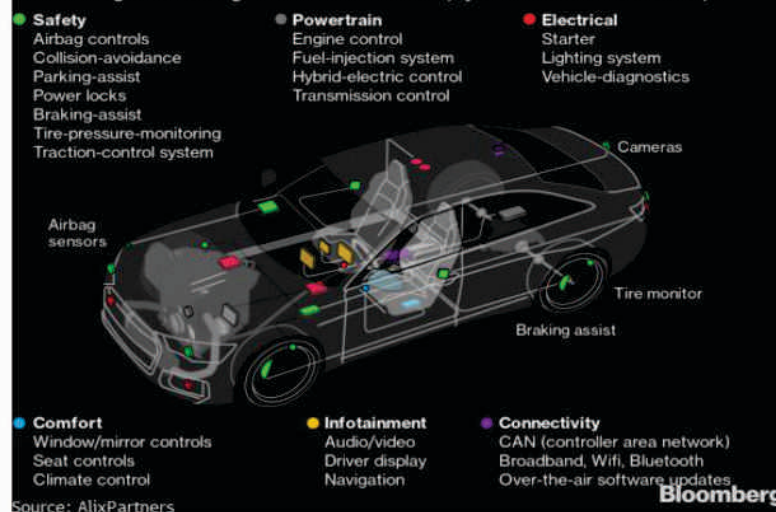 Safety
Airbag controls
Collision-avoidance
Parking-assist
Power locks
Braking-assist
Tire-pressure-monitoring
Traction-control system
Powertrain
Engine control
Fuel-injection system
Hybrid-electric control
Transmission control
Electrical
Starter
Lighting system
Vehicle-diagnostics
Cameras
Airbag
sensors
Tire monitor
Braking assist
Comfort
Window/mirror controls
Seat controls
Climate control
Infotainment
Audio/video
Driver display
Navigation
Connectivity
CAN (controller area network)
Broadband, Wifi, Bluetooth
Over-the-air software updates
Source: AlixPartners
Bloomberg